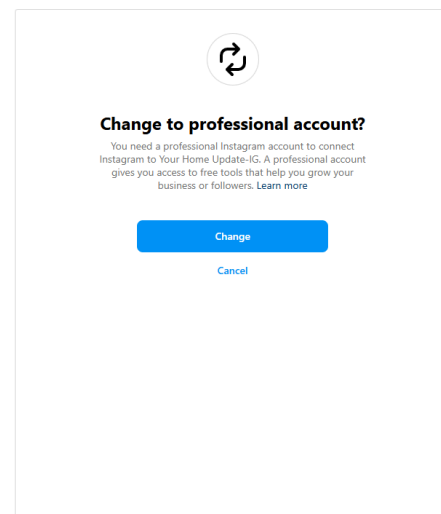 Change to professional account?
You need a professional Instagram account to connect
Instagram to Your Home Update-IG. A professional account
gives you access to free tools that help you grow your
business or followers. Learn more
Change
Cancel